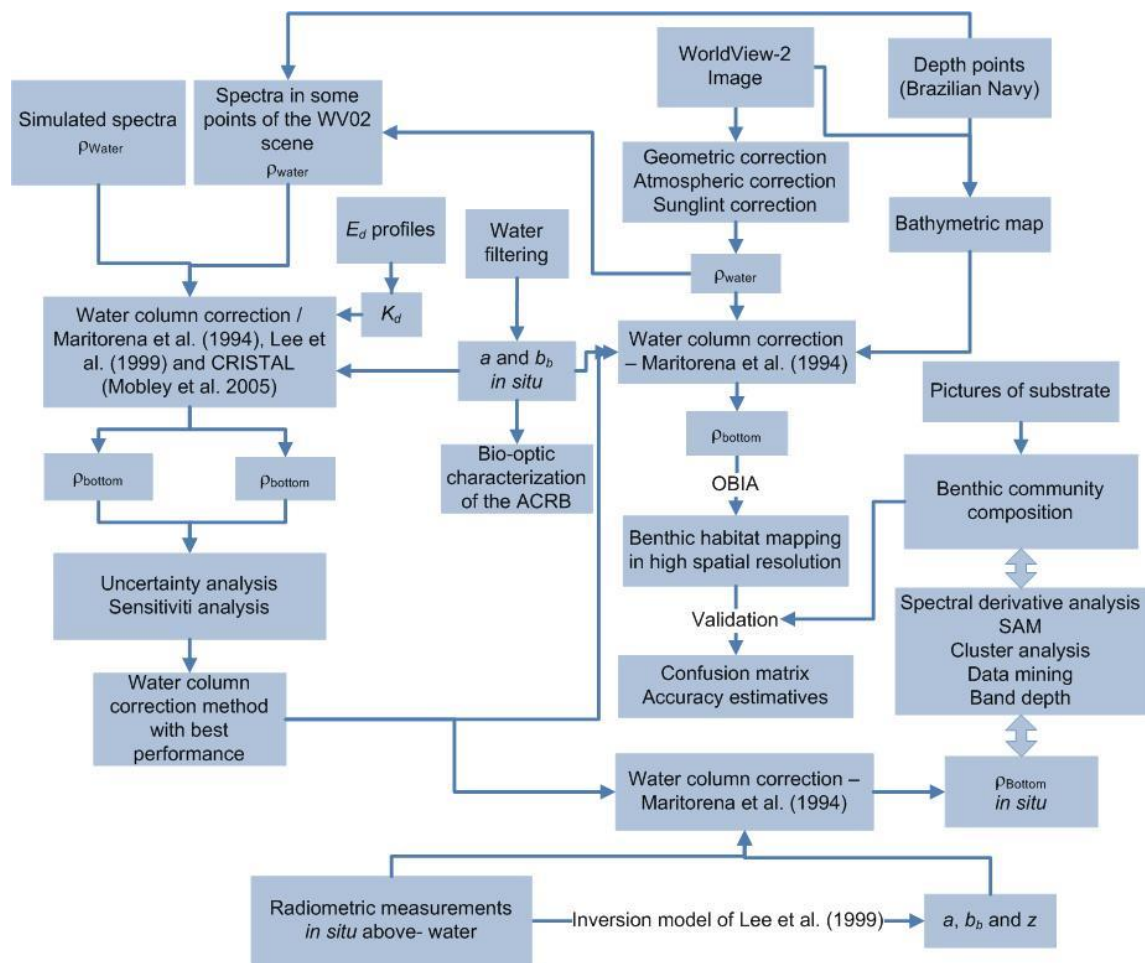 WorldView-2
Image
Depth points
(Brazilian Navy)
Simulated spectra
ρWater
Spectra in some
points of the WV02
scene
ρwater
Geometric correction
Atmospheric correction
Sunglint correction
Ed profiles
Water
filtering
Bathymetric map
ρwater
Kd
Water column correction /
Maritorena et al. (1994), Lee
et al. (1999) and CRISTAL
(Mobley et al. 2005)
a and bb
in situ
Water column correction
– Maritorena et al. (1994)
Pictures of substrate
ρbottom
ρbottom
Bio-optic
characterization
of the ACRB
ρbottom
OBIA
Benthic community
composition
Benthic habitat mapping
in high spatial resolution
Uncertainty analysis
Sensitiviti analysis
Validation
Spectral derivative analysis
SAM
Cluster analysis
Data mining
Band depth
Confusion matrix
Accuracy estimatives
Water column
correction method
with best
performance
Water column correction –
Maritorena et al. (1994)
ρBottom
in situ
Radiometric measurements
in situ above- water
Inversion model of Lee et al. (1999)
a, bb and z